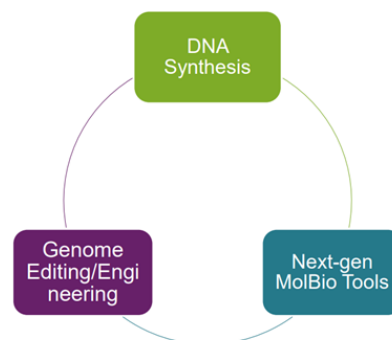 DNA
Synthesis
Genome
Editing/Engi
neering
Next-gen
MolBio Tools